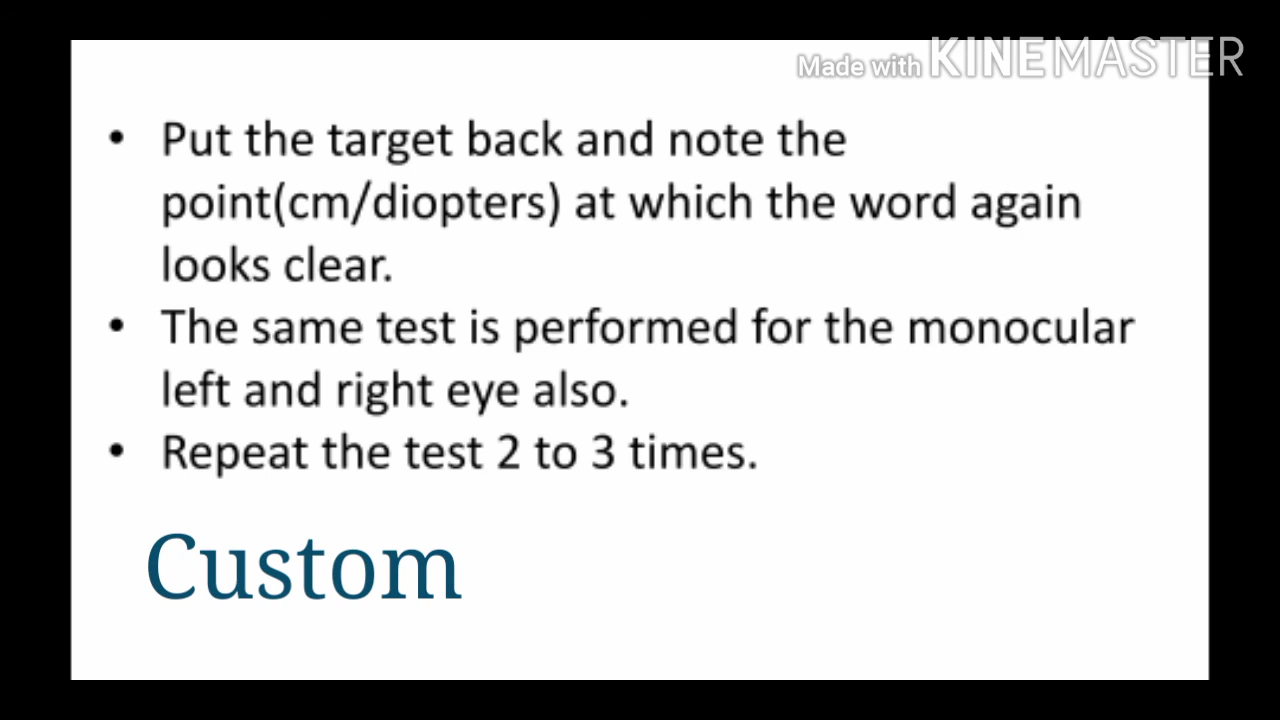 Made with KINEMASTER
• Put the target back and note the
point(cm/diopters) at which the word again
looks clear.
• The same test is performed for the monocular
left and right eye also.
• Repeat the test 2 to 3 times.
Custom